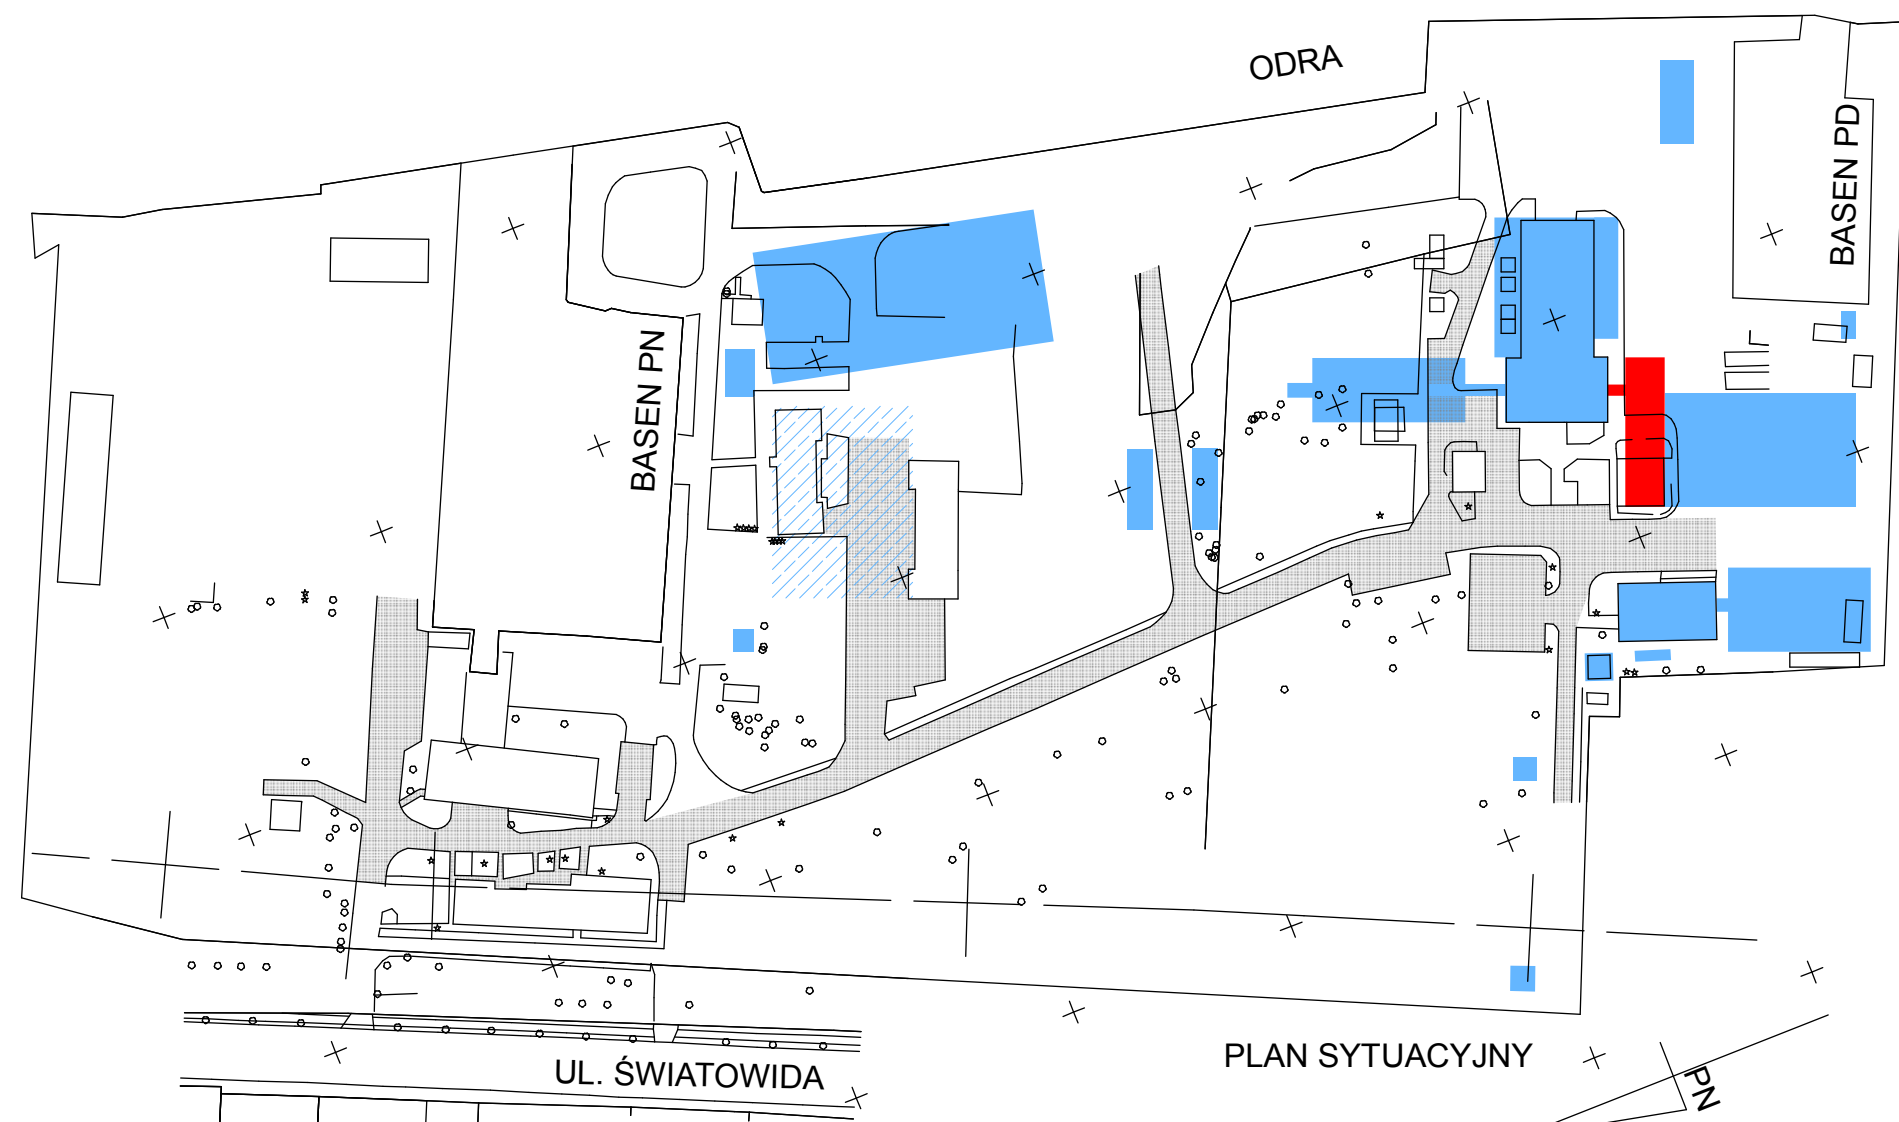 ODRA
BASEN PD
BASEN PN
UL. ŚWIATOWIDA
PLAN SYTUACYJNY
PN